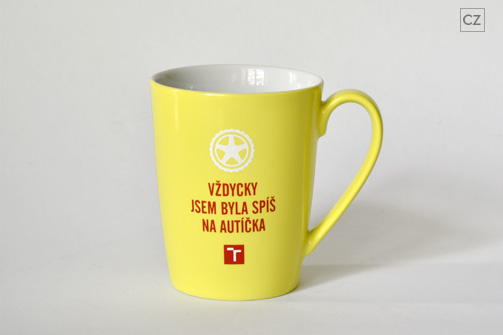 CZ
VŽDYCKY
JSEM BYLA SPÍŠ
NA AUTÍČKA
T